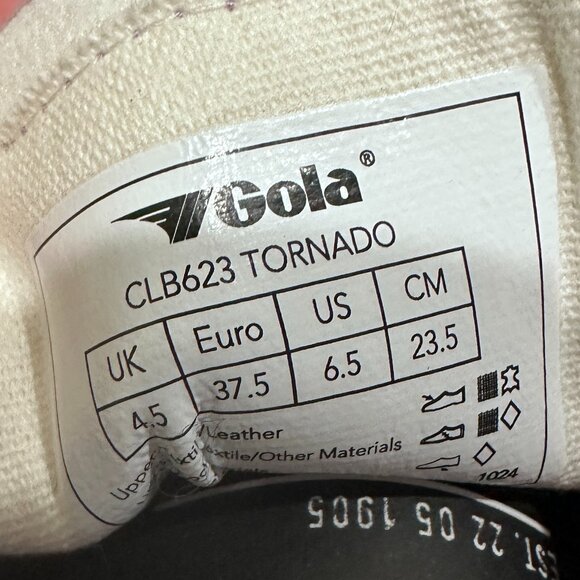 Gola®
CLB623 TORNADO
UK Euro US CM
4.5 37.5 6.5 23.5
Upper /Leather
/Other Materials
1024
EST. 22 05 1905